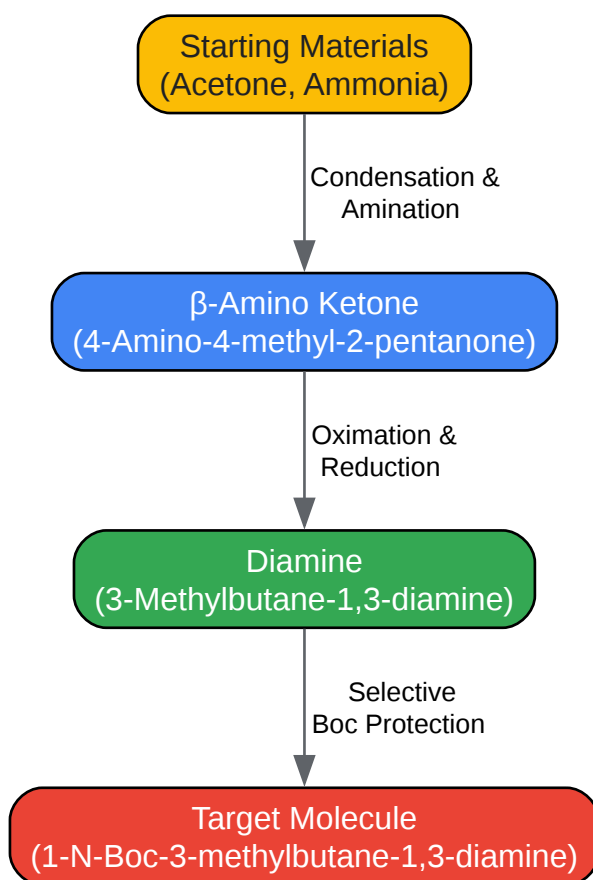 Starting Materials
(Acetone, Ammonia)
Condensation &
Amination
β-Amino Ketone
(4-Amino-4-methyl-2-pentanone)
Oximation &
Reduction
Diamine
(3-Methylbutane-1,3-diamine)
Selective
Boc Protection
Target Molecule
(1-N-Boc-3-methylbutane-1,3-diamine)